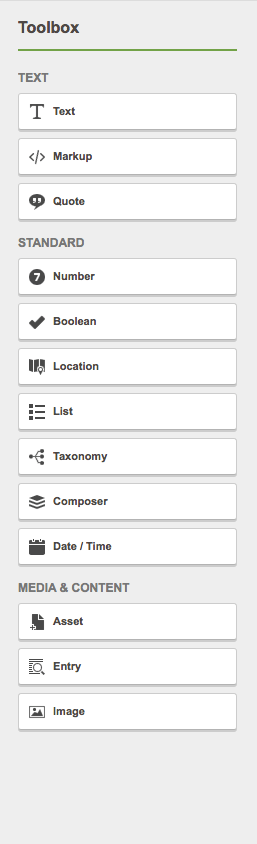 Toolbox
TEXT
Text
Markup
Quote
STANDARD
7 Number
Boolean
Location
List
Taxonomy
Composer
Date / Time
MEDIA & CONTENT
Asset
Entry
Image